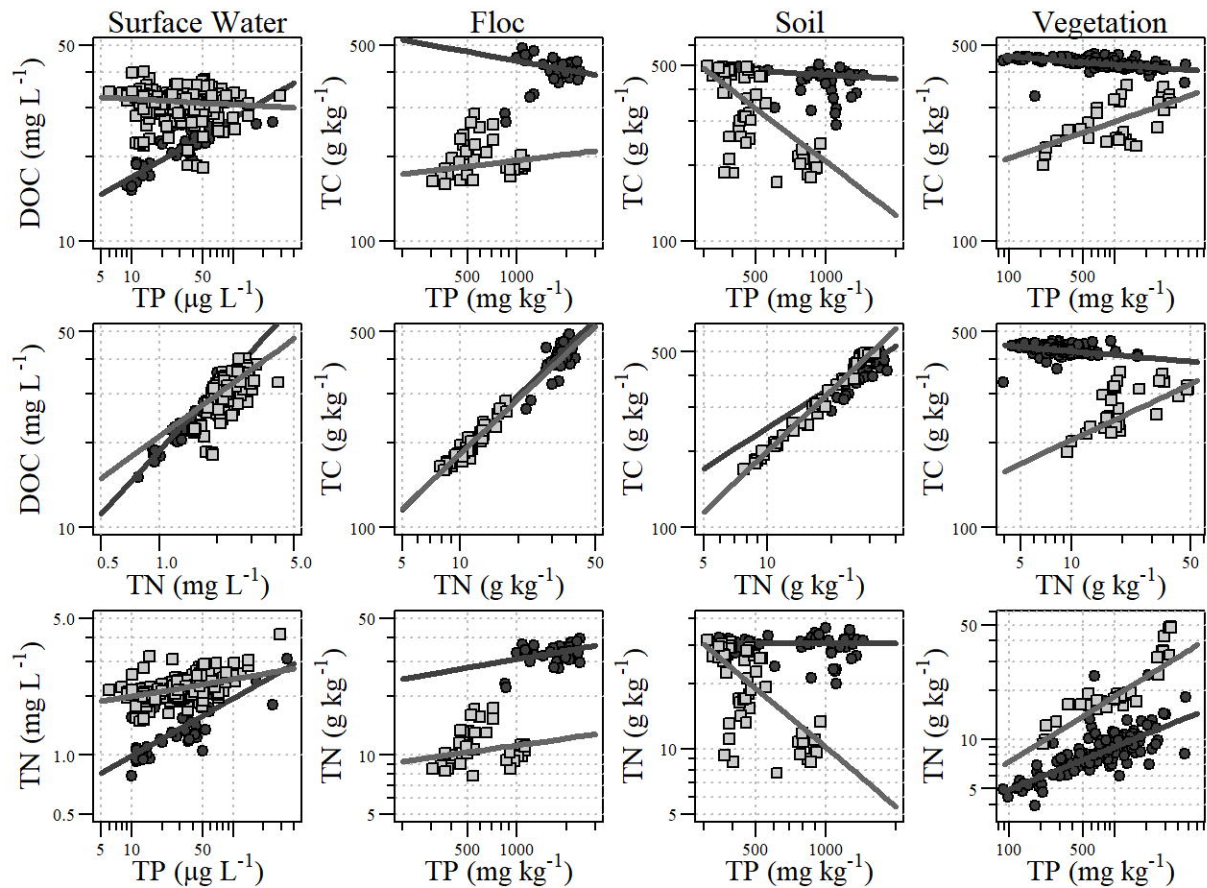 Surface Water Floc Soil Vegetation
50 500 500 500
DOC (mg L⁻¹) TC (g kg⁻¹) TC (g kg⁻¹) TC (g kg⁻¹)
10 100 100 100
5 10 50 500 1000 500 1000 100 500
TP (µg L⁻¹) TP (mg kg⁻¹) TP (mg kg⁻¹) TP (mg kg⁻¹)
50 500 500 500
DOC (mg L⁻¹) TC (g kg⁻¹) TC (g kg⁻¹) TC (g kg⁻¹)
10 100 100 100
0.5 1.0 5.0 5 10 50 5 10 5 10 50
TN (mg L⁻¹) TN (g kg⁻¹) TN (g kg⁻¹) TN (g kg⁻¹)
5.0 50 50
TN (mg L⁻¹) TN (g kg⁻¹) TN (g kg⁻¹) TN (g kg⁻¹)
1.0 10 10 10
0.5 5 5 5
5 10 50 500 1000 500 1000 100 500
TP (µg L⁻¹) TP (mg kg⁻¹) TP (mg kg⁻¹) TP (mg kg⁻¹)